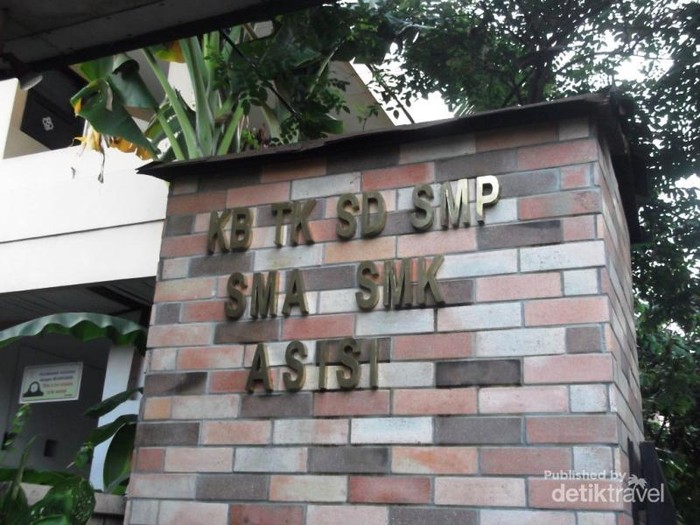 KB TK SD SMP
SMA SMK
ASISI
Published by
detiktravel